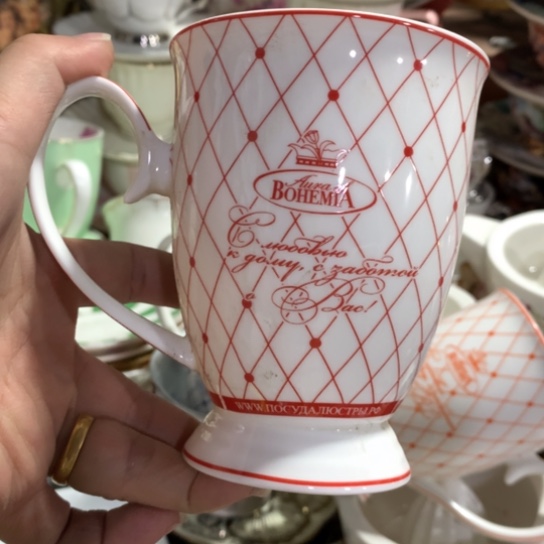 Aura
BOHEMIA
С любовью
к дому, с заботой
о
Вас!
WWW.ПОСУДАЛЮСТРЫ.РФ